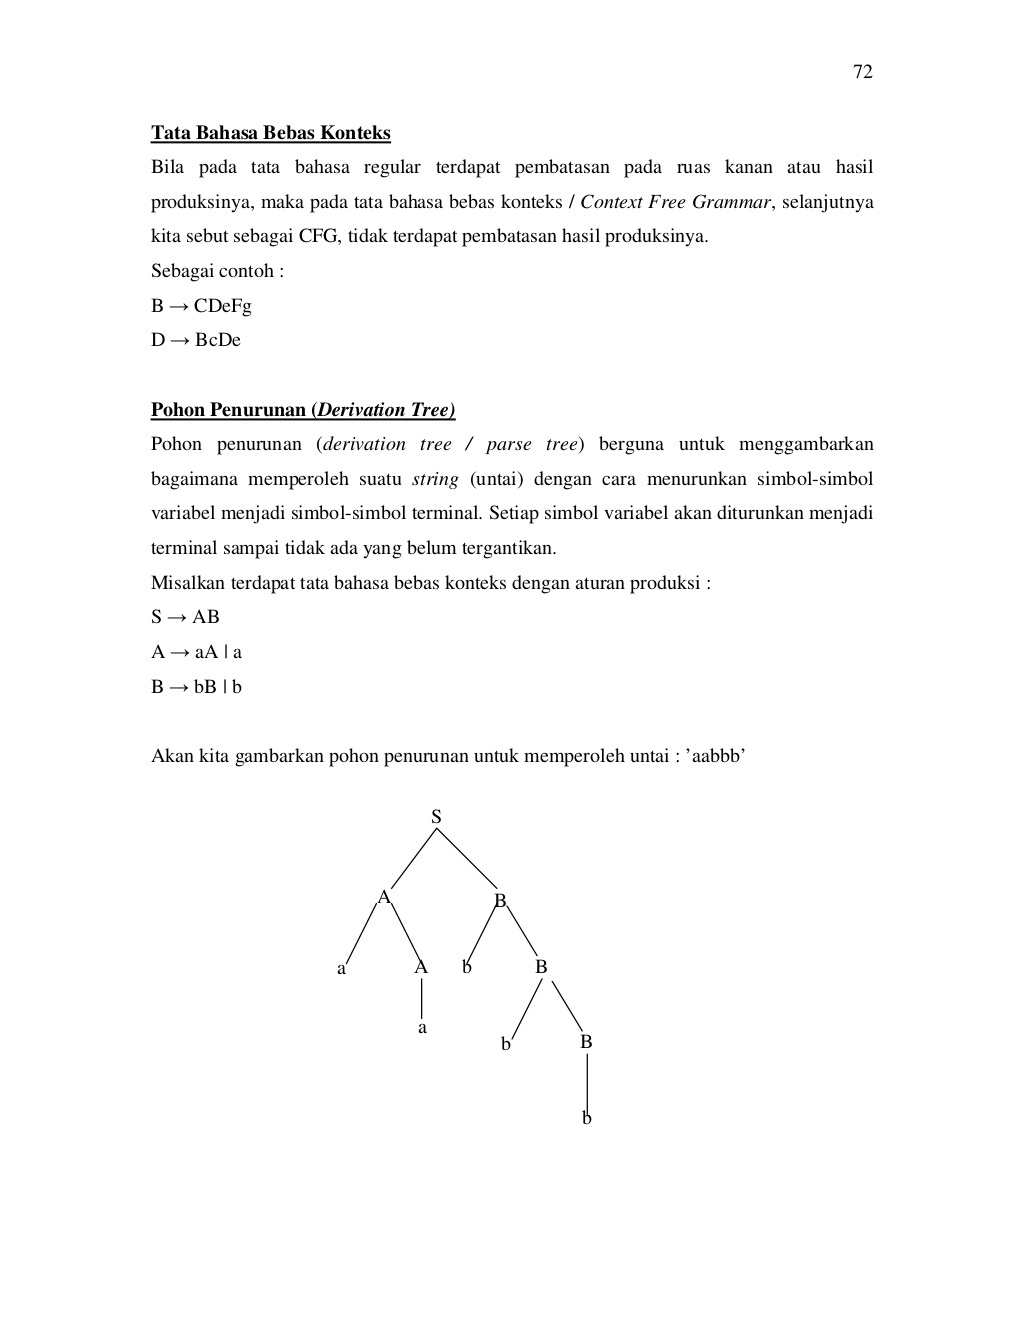 72
Tata Bahasa Bebas Konteks
Bila pada tata bahasa regular terdapat pembatasan pada ruas kanan atau hasil
produksinya, maka pada tata bahasa bebas konteks / Context Free Grammar, selanjutnya
kita sebut sebagai CFG, tidak terdapat pembatasan hasil produksinya.
Sebagai contoh :
B → CDeFg
D → BcDe
Pohon Penurunan (Derivation Tree)
Pohon penurunan (derivation tree / parse tree) berguna untuk menggambarkan
bagaimana memperoleh suatu string (untai) dengan cara menurunkan simbol-simbol
variabel menjadi simbol-simbol terminal. Setiap simbol variabel akan diturunkan menjadi
terminal sampai tidak ada yang belum tergantikan.
Misalkan terdapat tata bahasa bebas konteks dengan aturan produksi :
S → AB
A → aA | a
B → bB | b
Akan kita gambarkan pohon penurunan untuk memperoleh untai : ’aabbb’
S
A B
a A b B
a
b B
b